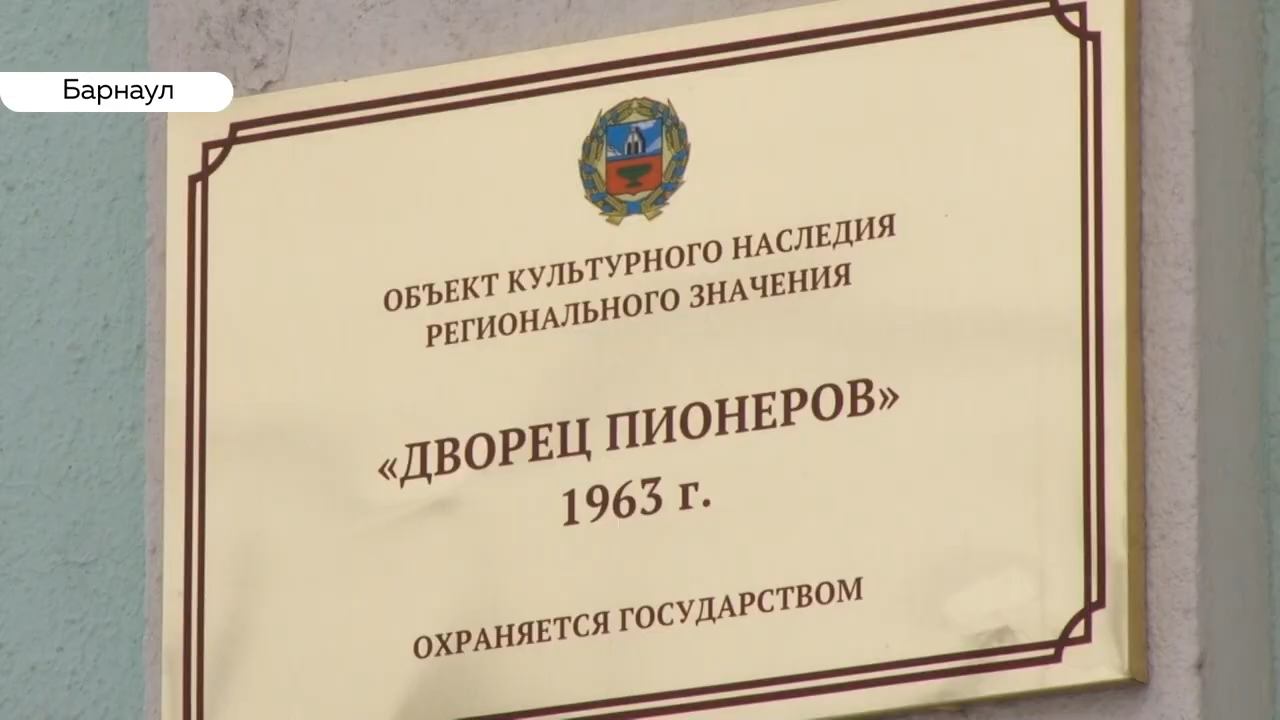 Барнаул
ОБЪЕКТ КУЛЬТУРНОГО НАСЛЕДИЯ
РЕГИОНАЛЬНОГО ЗНАЧЕНИЯ
«ДВОРЕЦ ПИОНЕРОВ»
1963 г.
ОХРАНЯЕТСЯ ГОСУДАРСТВОМ